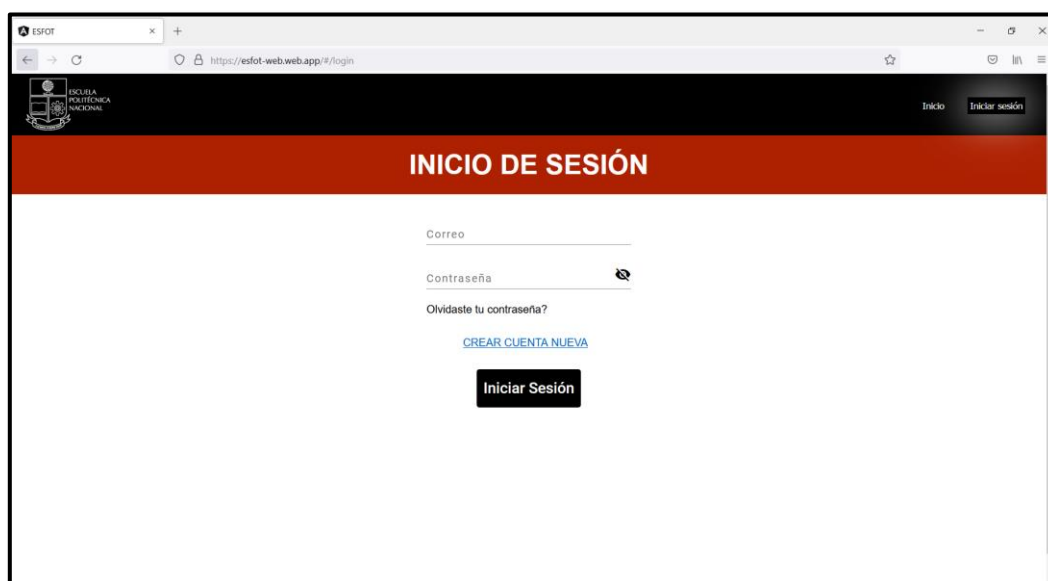 ESFOT
https://esfot-web.web.app/#/login
ESCUELA
POLITÉCNICA
NACIONAL
Inicio
Iniciar sesión
INICIO DE SESIÓN
Correo
Contraseña
Olvidaste tu contraseña?
CREAR CUENTA NUEVA
Iniciar Sesión